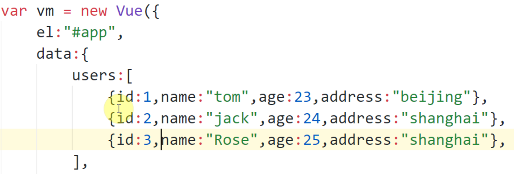 var vm = new Vue({
el:"#app",
data:{
users:[
{id:1,name:"tom",age:23,address:"beijing"},
{id:2,name:"jack",age:24,address:"shanghai"},
{id:3,name:"Rose",age:25,address:"shanghai"},
],